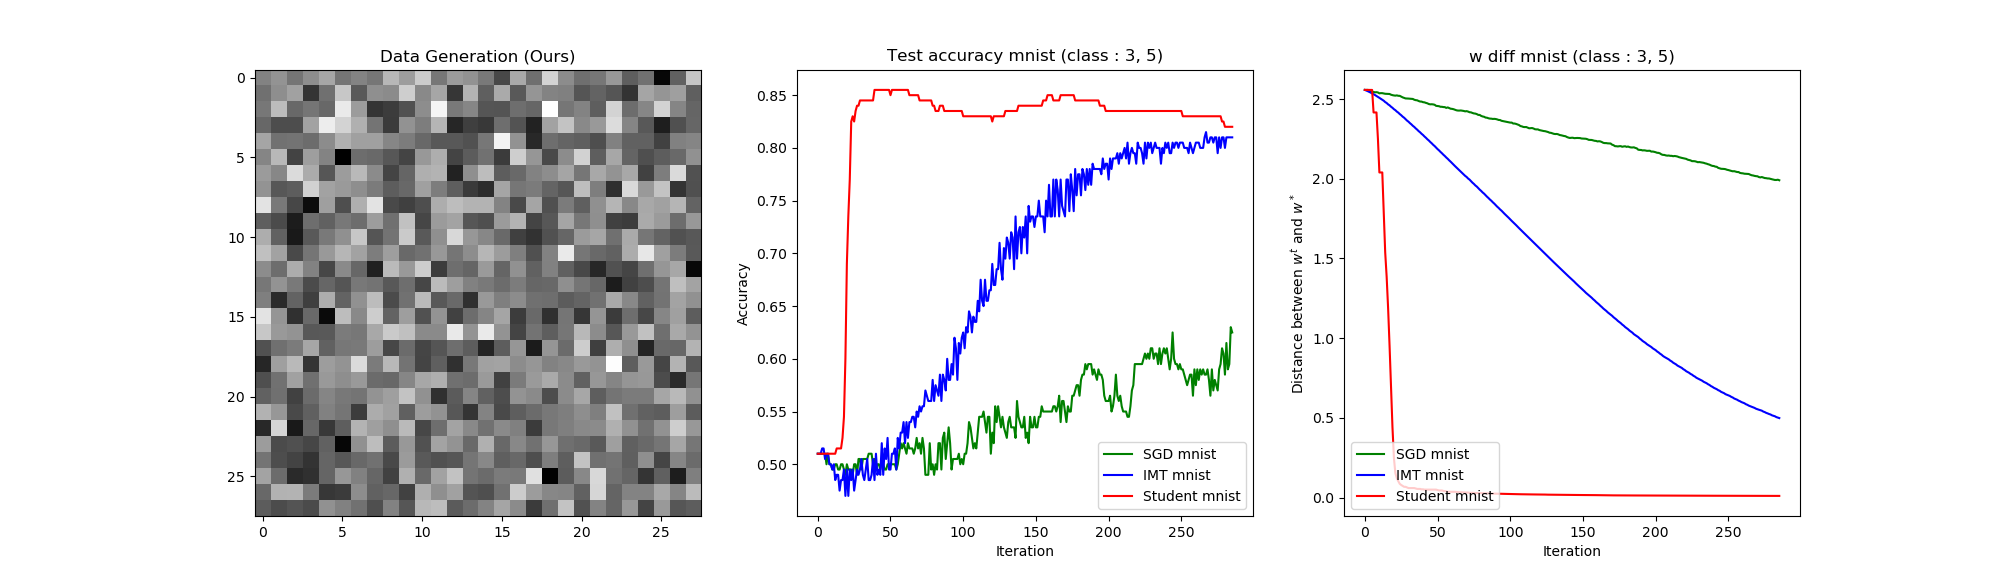 Data Generation (Ours)
0
5
10
15
20
25
0
5
10
15
20
25
Test accuracy mnist (class : 3, 5)
Accuracy
0.85
0.80
0.75
0.70
0.65
0.60
0.55
0.50
SGD mnist
IMT mnist
Student mnist
0
50
100
150
200
250
Iteration
w diff mnist (class : 3, 5)
Distance between w^t and w^*
2.5
2.0
1.5
1.0
0.5
0.0
SGD mnist
IMT mnist
Student mnist
0
50
100
150
200
250
Iteration